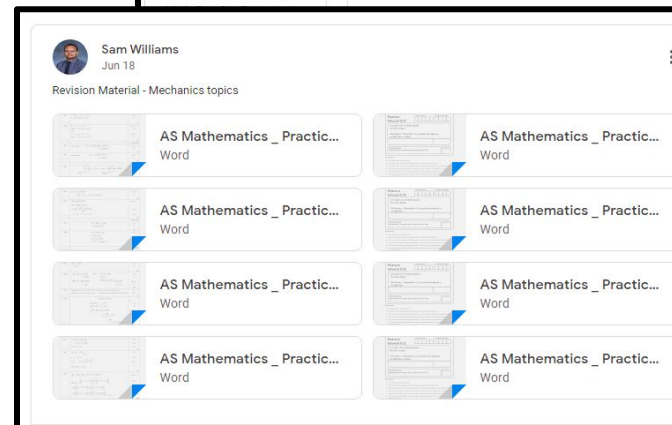 Sam Williams
Jun 18
Revision Material - Mechanics topics
AS Mathematics _ Practic...
Word
AS Mathematics _ Practic...
Word
AS Mathematics _ Practic...
Word
AS Mathematics _ Practic...
Word
AS Mathematics _ Practic...
Word
AS Mathematics _ Practic...
Word
AS Mathematics _ Practic...
Word
AS Mathematics _ Practic...
Word